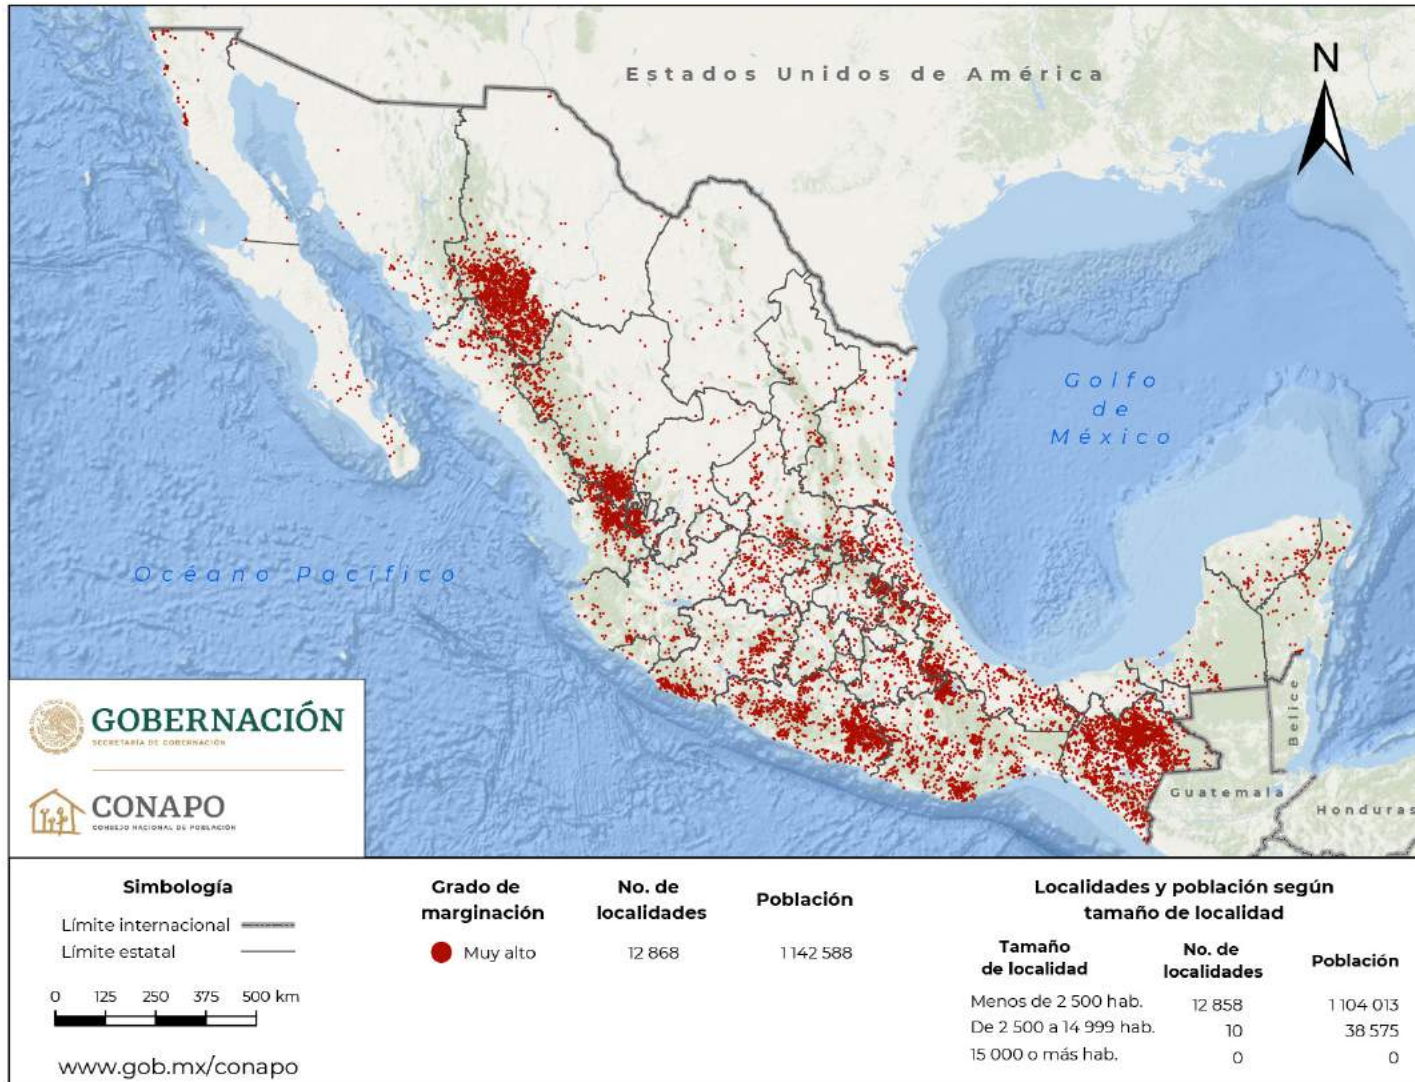 Estados Unidos de América
N
Golfo
de
México
Océano Pacífico
Belice
Guatemala
Honduras
GOBERNACIÓN
SECRETARÍA DE GOBERNACIÓN
CONAPO
CONSEJO NACIONAL DE POBLACIÓN
Simbología
Límite internacional
Límite estatal
0 125 250 375 500 km
www.gob.mx/conapo
Grado de marginación No. de localidades Población
Muy alto 12 868 1 142 588
Localidades y población según
tamaño de localidad
Tamaño de localidad No. de localidades Población
Menos de 2 500 hab. 12 858 1 104 013
De 2 500 a 14 999 hab. 10 38 575
15 000 o más hab. 0 0